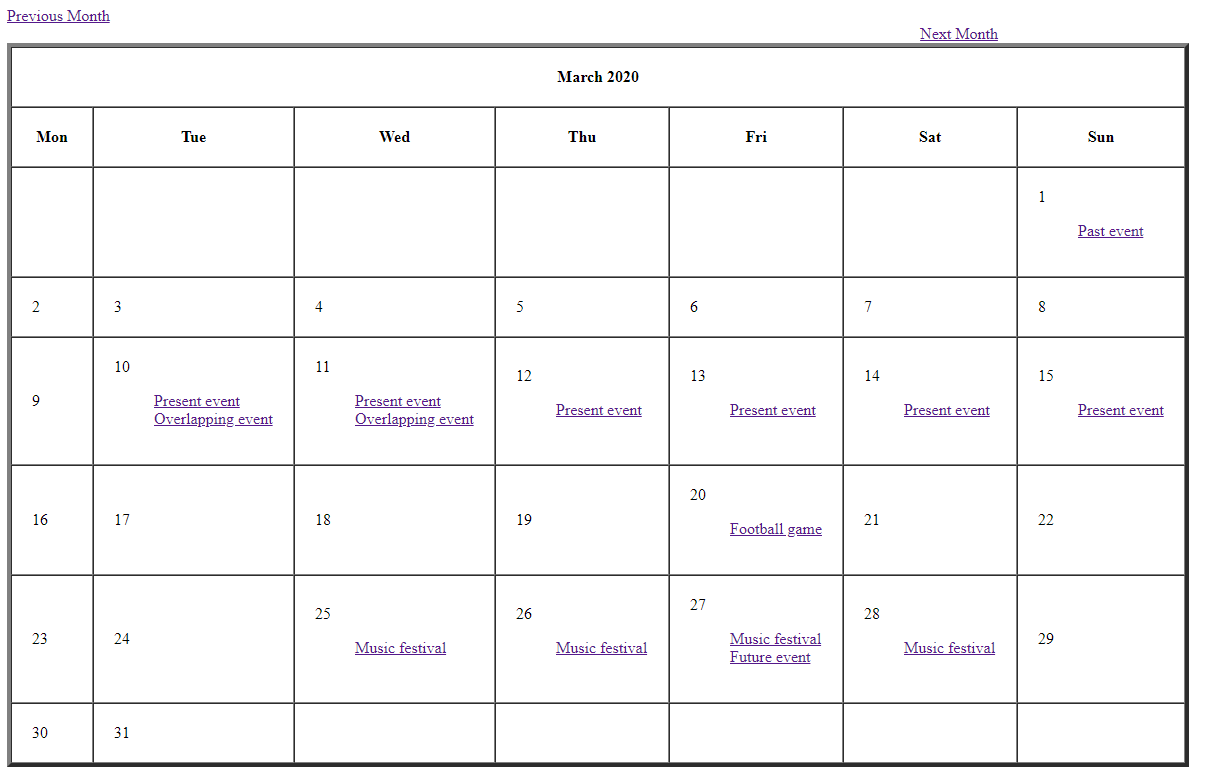 Previous Month
Next Month
March 2020
Mon Tue Wed Thu Fri Sat Sun
1
Past event
2 3 4 5 6 7 8
9
10
Present event
Overlapping event
11
Present event
Overlapping event
12
Present event
13
Present event
14
Present event
15
Present event
16 17 18 19
20
Football game
21 22
23 24
25
Music festival
26
Music festival
27
Music festival
Future event
28
Music festival
29
30 31